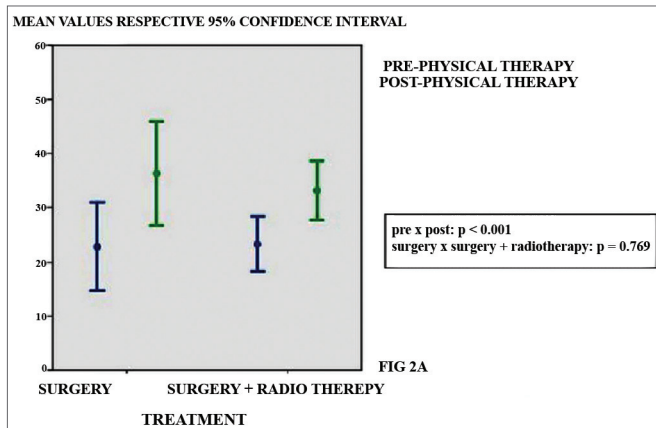 MEAN VALUES RESPECTIVE 95% CONFIDENCE INTERVAL
60
50
40
30
20
10
0
PRE-PHYSICAL THERAPY
POST-PHYSICAL THERAPY
pre x post: p < 0.001
surgery x surgery + radiotherapy: p = 0.769
FIG 2A
SURGERY SURGERY + RADIO THEREPY
TREATMENT